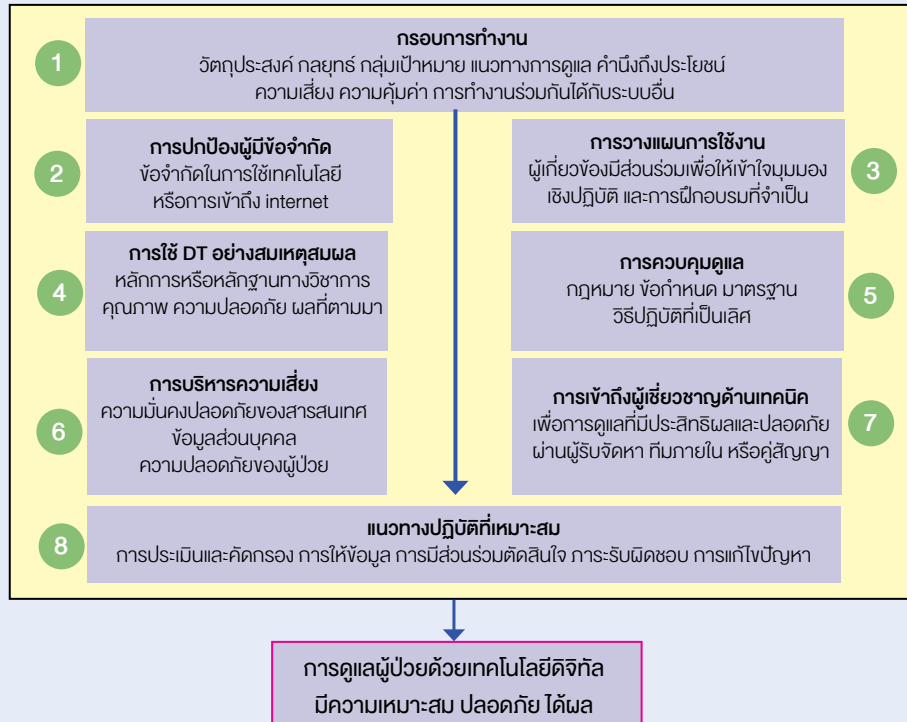 1
กรอบการทำงาน
วัตถุประสงค์ กลยุทธ์ กลุ่มเป้าหมาย แนวทางการดูแล คำนึงถึงประโยชน์
ความเสี่ยง ความคุ้มค่า การทำงานร่วมกันได้กับระบบอื่น
2
การปกป้องผู้มีข้อจำกัด
ข้อจำกัดในการใช้เทคโนโลยี
หรือการเข้าถึง internet
การวางแผนการใช้งาน
ผู้เกี่ยวข้องมีส่วนร่วมเพื่อให้เข้าใจมุมมอง
เชิงปฏิบัติ และการฝึกอบรมที่จำเป็น
3
4
การใช้ DT อย่างสมเหตุสมผล
หลักการหรือหลักฐานทางวิชาการ
คุณภาพ ความปลอดภัย ผลที่ตามมา
การควบคุมดูแล
กฎหมาย ข้อกำหนด มาตรฐาน
วิธีปฏิบัติที่เป็นเลิศ
5
6
การบริหารความเสี่ยง
ความมั่นคงปลอดภัยของสารสนเทศ
ข้อมูลส่วนบุคคล
ความปลอดภัยของผู้ป่วย
การเข้าถึงผู้เชี่ยวชาญด้านเทคนิค
เพื่อการดูแลที่มีประสิทธิผลและปลอดภัย
ผ่านผู้รับจัดหา ทีมภายใน หรือคู่สัญญา
7
8
แนวทางปฏิบัติที่เหมาะสม
การประเมินและคัดกรอง การให้ข้อมูล การมีส่วนร่วมตัดสินใจ ภาระรับผิดชอบ การแก้ไขปัญหา
การดูแลผู้ป่วยด้วยเทคโนโลยีดิจิทัล
มีความเหมาะสม ปลอดภัย ได้ผล